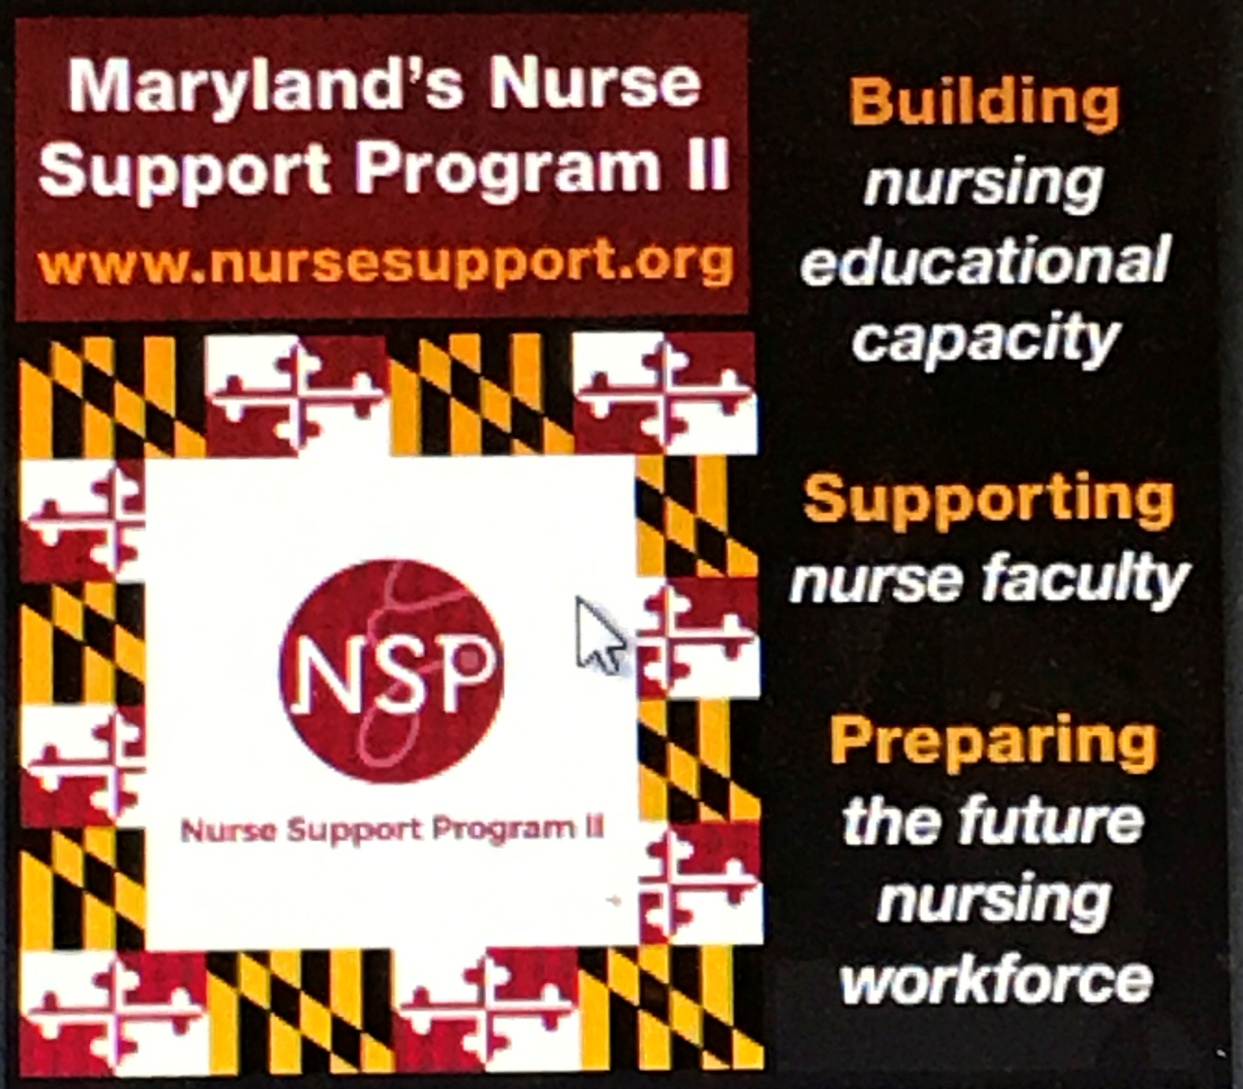 Maryland's Nurse
Support Program II
www.nursesupport.org
NSP
Nurse Support Program II
Building
nursing
educational
capacity
Supporting
nurse faculty
Preparing
the future
nursing
workforce